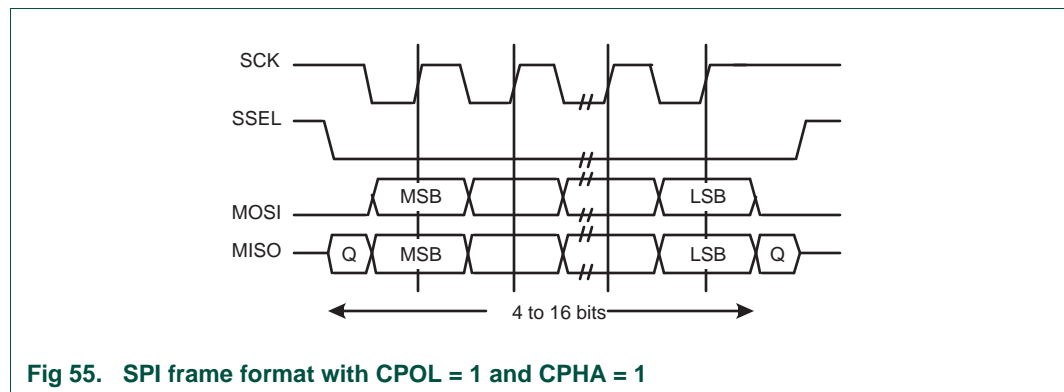 SCK
SSEL
MOSI
MSB
LSB
MISO
Q
MSB
LSB
Q
4 to 16 bits
Fig 55. SPI frame format with CPOL = 1 and CPHA = 1